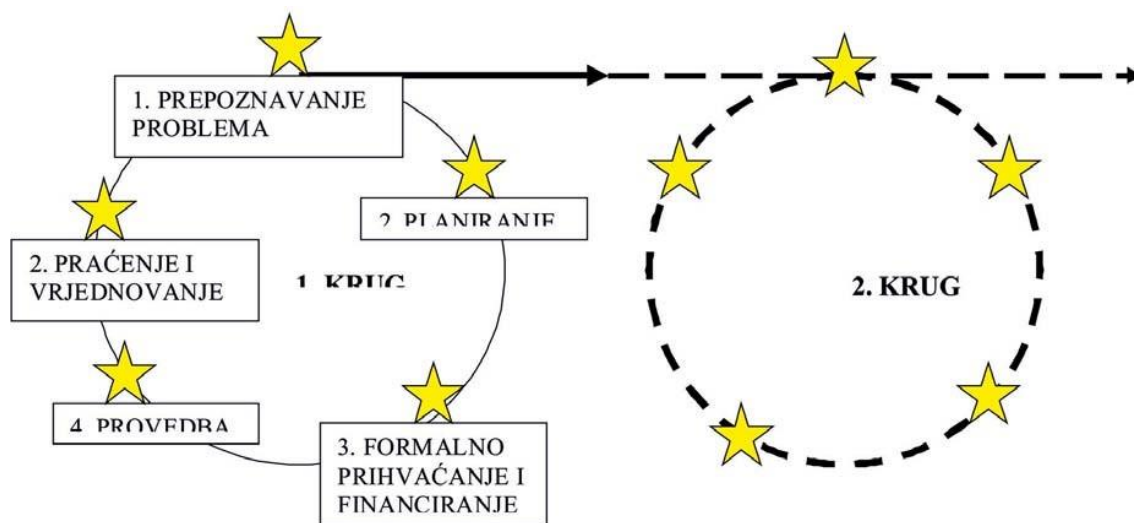 1. PREPOZNAVANJE
PROBLEMA
2. PLANIRANJE
2. PRAĆENJE I
VRJEDNOVANJE
1. KRUG
2. KRUG
4. PROVEDBA
3. FORMALNO
PRIHVAĆANJE I
FINANCIRANJE